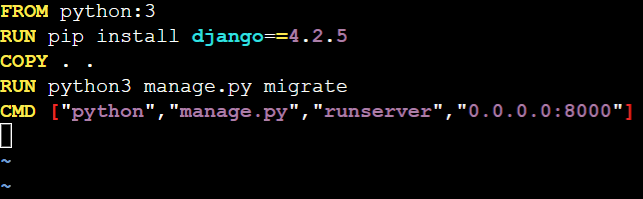 FROM python:3
RUN pip install django==4.2.5
COPY . .
RUN python3 manage.py migrate
CMD ["python","manage.py","runserver","0.0.0.0:8000"]
~
~